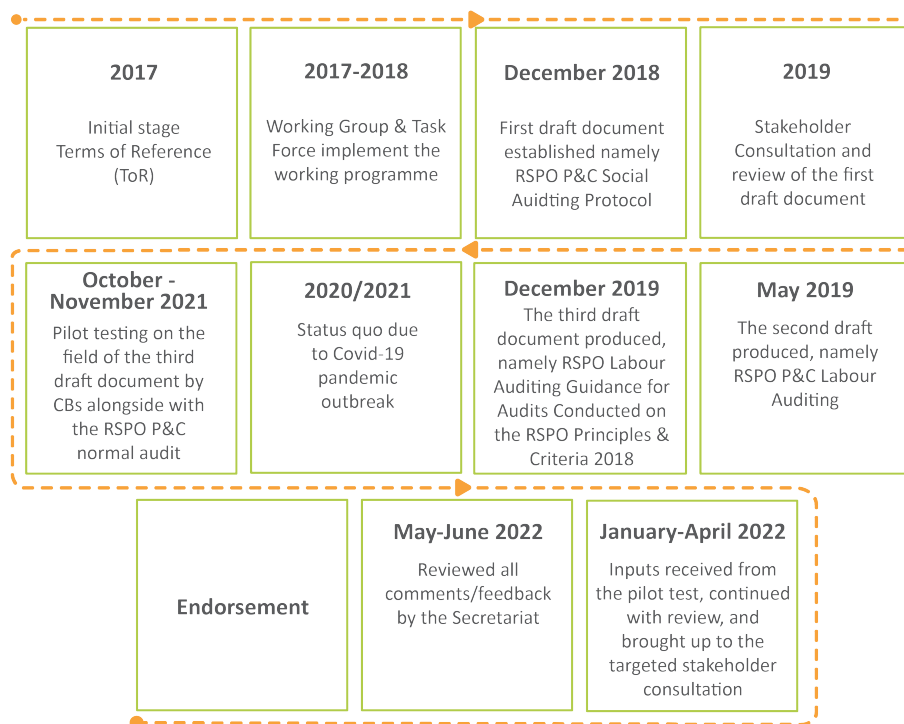 2017
Initial stage
Terms of Reference
(ToR)
2017-2018
Working Group & Task
Force implement the
working programme
December 2018
First draft document
established namely
RSPO P&C Social
Auidting Protocol
2019
Stakeholder
Consultation and
review of the first
draft document
May 2019
The second draft
produced, namely
RSPO P&C Labour
Auditing
December 2019
The third draft
document produced,
namely RSPO Labour
Auditing Guidance for
Audits Conducted on
the RSPO Principles &
Criteria 2018
2020/2021
Status quo due
to Covid-19
pandemic
outbreak
October -
November 2021
Pilot testing on the
field of the third
draft document by
CBs alongside with
the RSPO P&C
normal audit
January-April 2022
Inputs received from
the pilot test, continued
with review, and
brought up to the
targeted stakeholder
consultation
May-June 2022
Reviewed all
comments/feedback
by the Secretariat
Endorsement